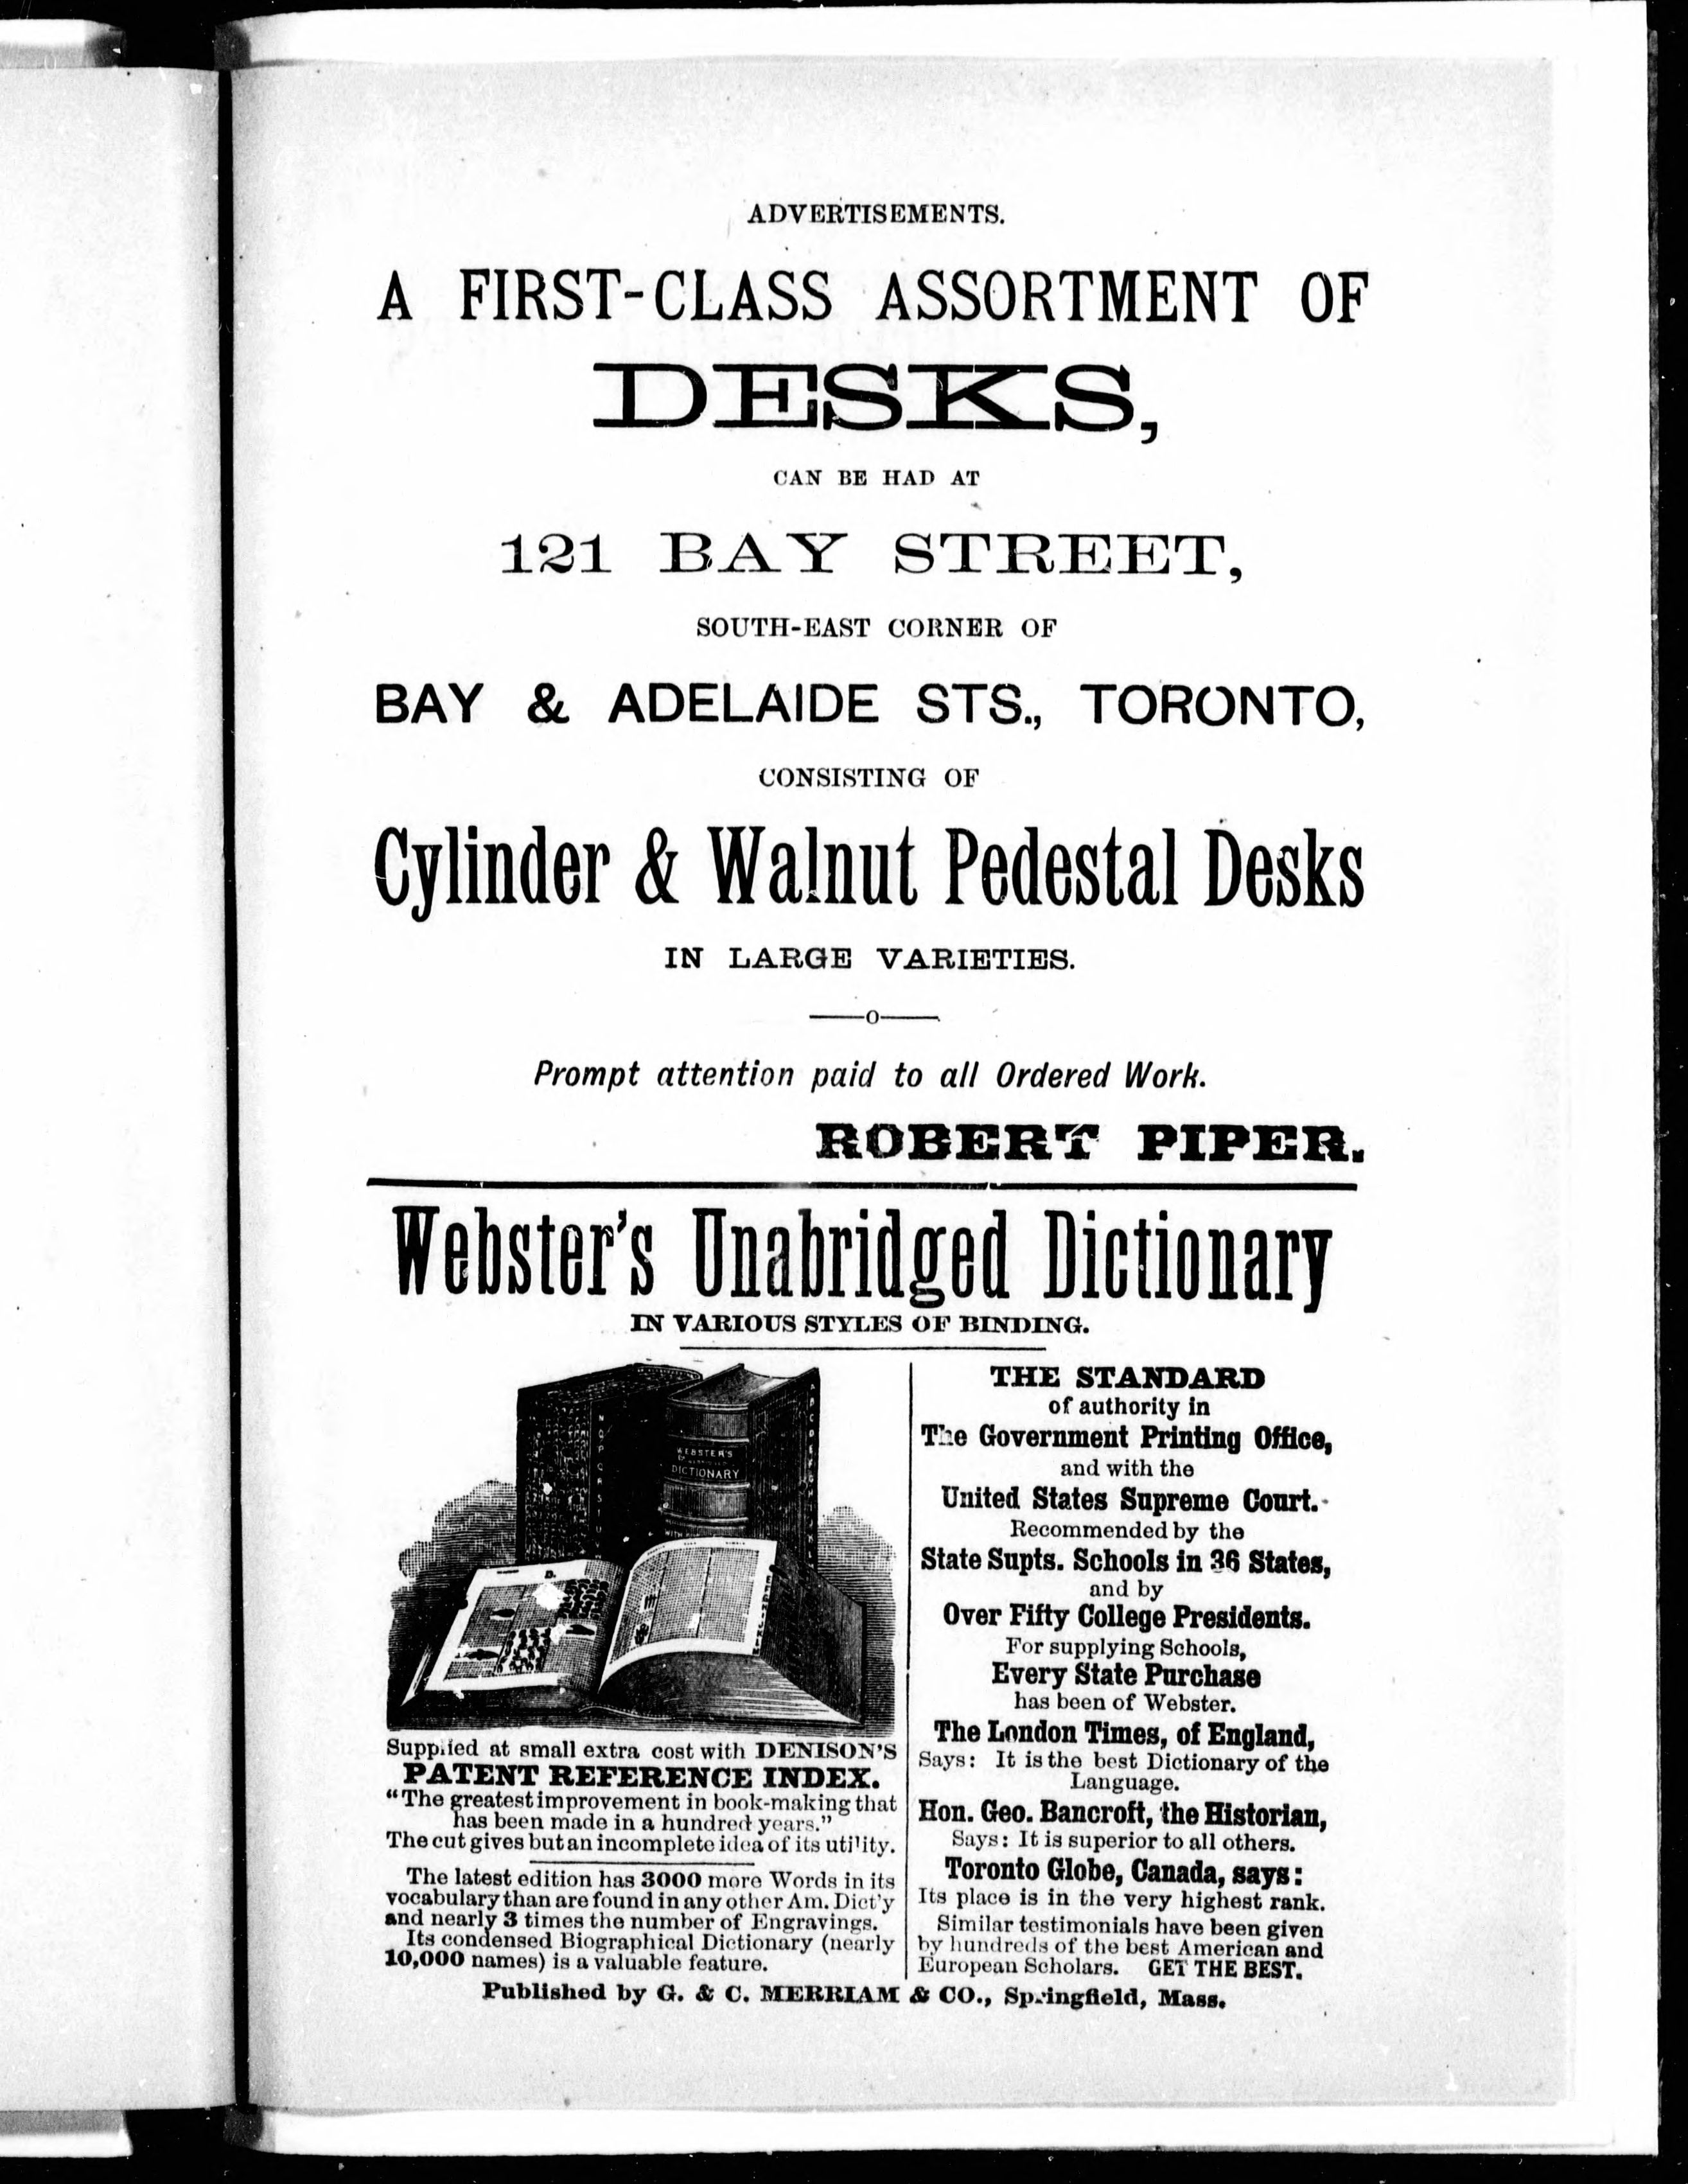 ADVERTISEMENTS.
A FIRST-CLASS ASSORTMENT OF
DESKS,
CAN BE HAD AT
121 BAY STREET,
SOUTH-EAST CORNER OF
BAY & ADELAIDE STS., TORONTO,
CONSISTING OF
Cylinder & Walnut Pedestal Desks
IN LARGE VARIETIES.
——o——
Prompt attention paid to all Ordered Work.
ROBERT PIPER.
Webster's Unabridged Dictionary
IN VARIOUS STYLES OF BINDING.
WEBSTER'S
DICTIONARY
D.
Supplied at small extra cost with DENISON'S
PATENT REFERENCE INDEX.
"The greatest improvement in book-making that
has been made in a hundred years."
The cut gives but an incomplete idea of its utility.
The latest edition has 3000 more Words in its
vocabulary than are found in any other Am. Dict'y
and nearly 3 times the number of Engravings.
Its condensed Biographical Dictionary (nearly
10,000 names) is a valuable feature.
THE STANDARD
of authority in
The Government Printing Office,
and with the
United States Supreme Court.
Recommended by the
State Supts. Schools in 36 States,
and by
Over Fifty College Presidents.
For supplying Schools,
Every State Purchase
has been of Webster.
The London Times, of England,
Says: It is the best Dictionary of the
Language.
Hon. Geo. Bancroft, the Historian,
Says: It is superior to all others.
Toronto Globe, Canada, says:
Its place is in the very highest rank.
Similar testimonials have been given
by hundreds of the best American and
European Scholars. GET THE BEST.
Published by G. & C. MERRIAM & CO., Springfield, Mass.